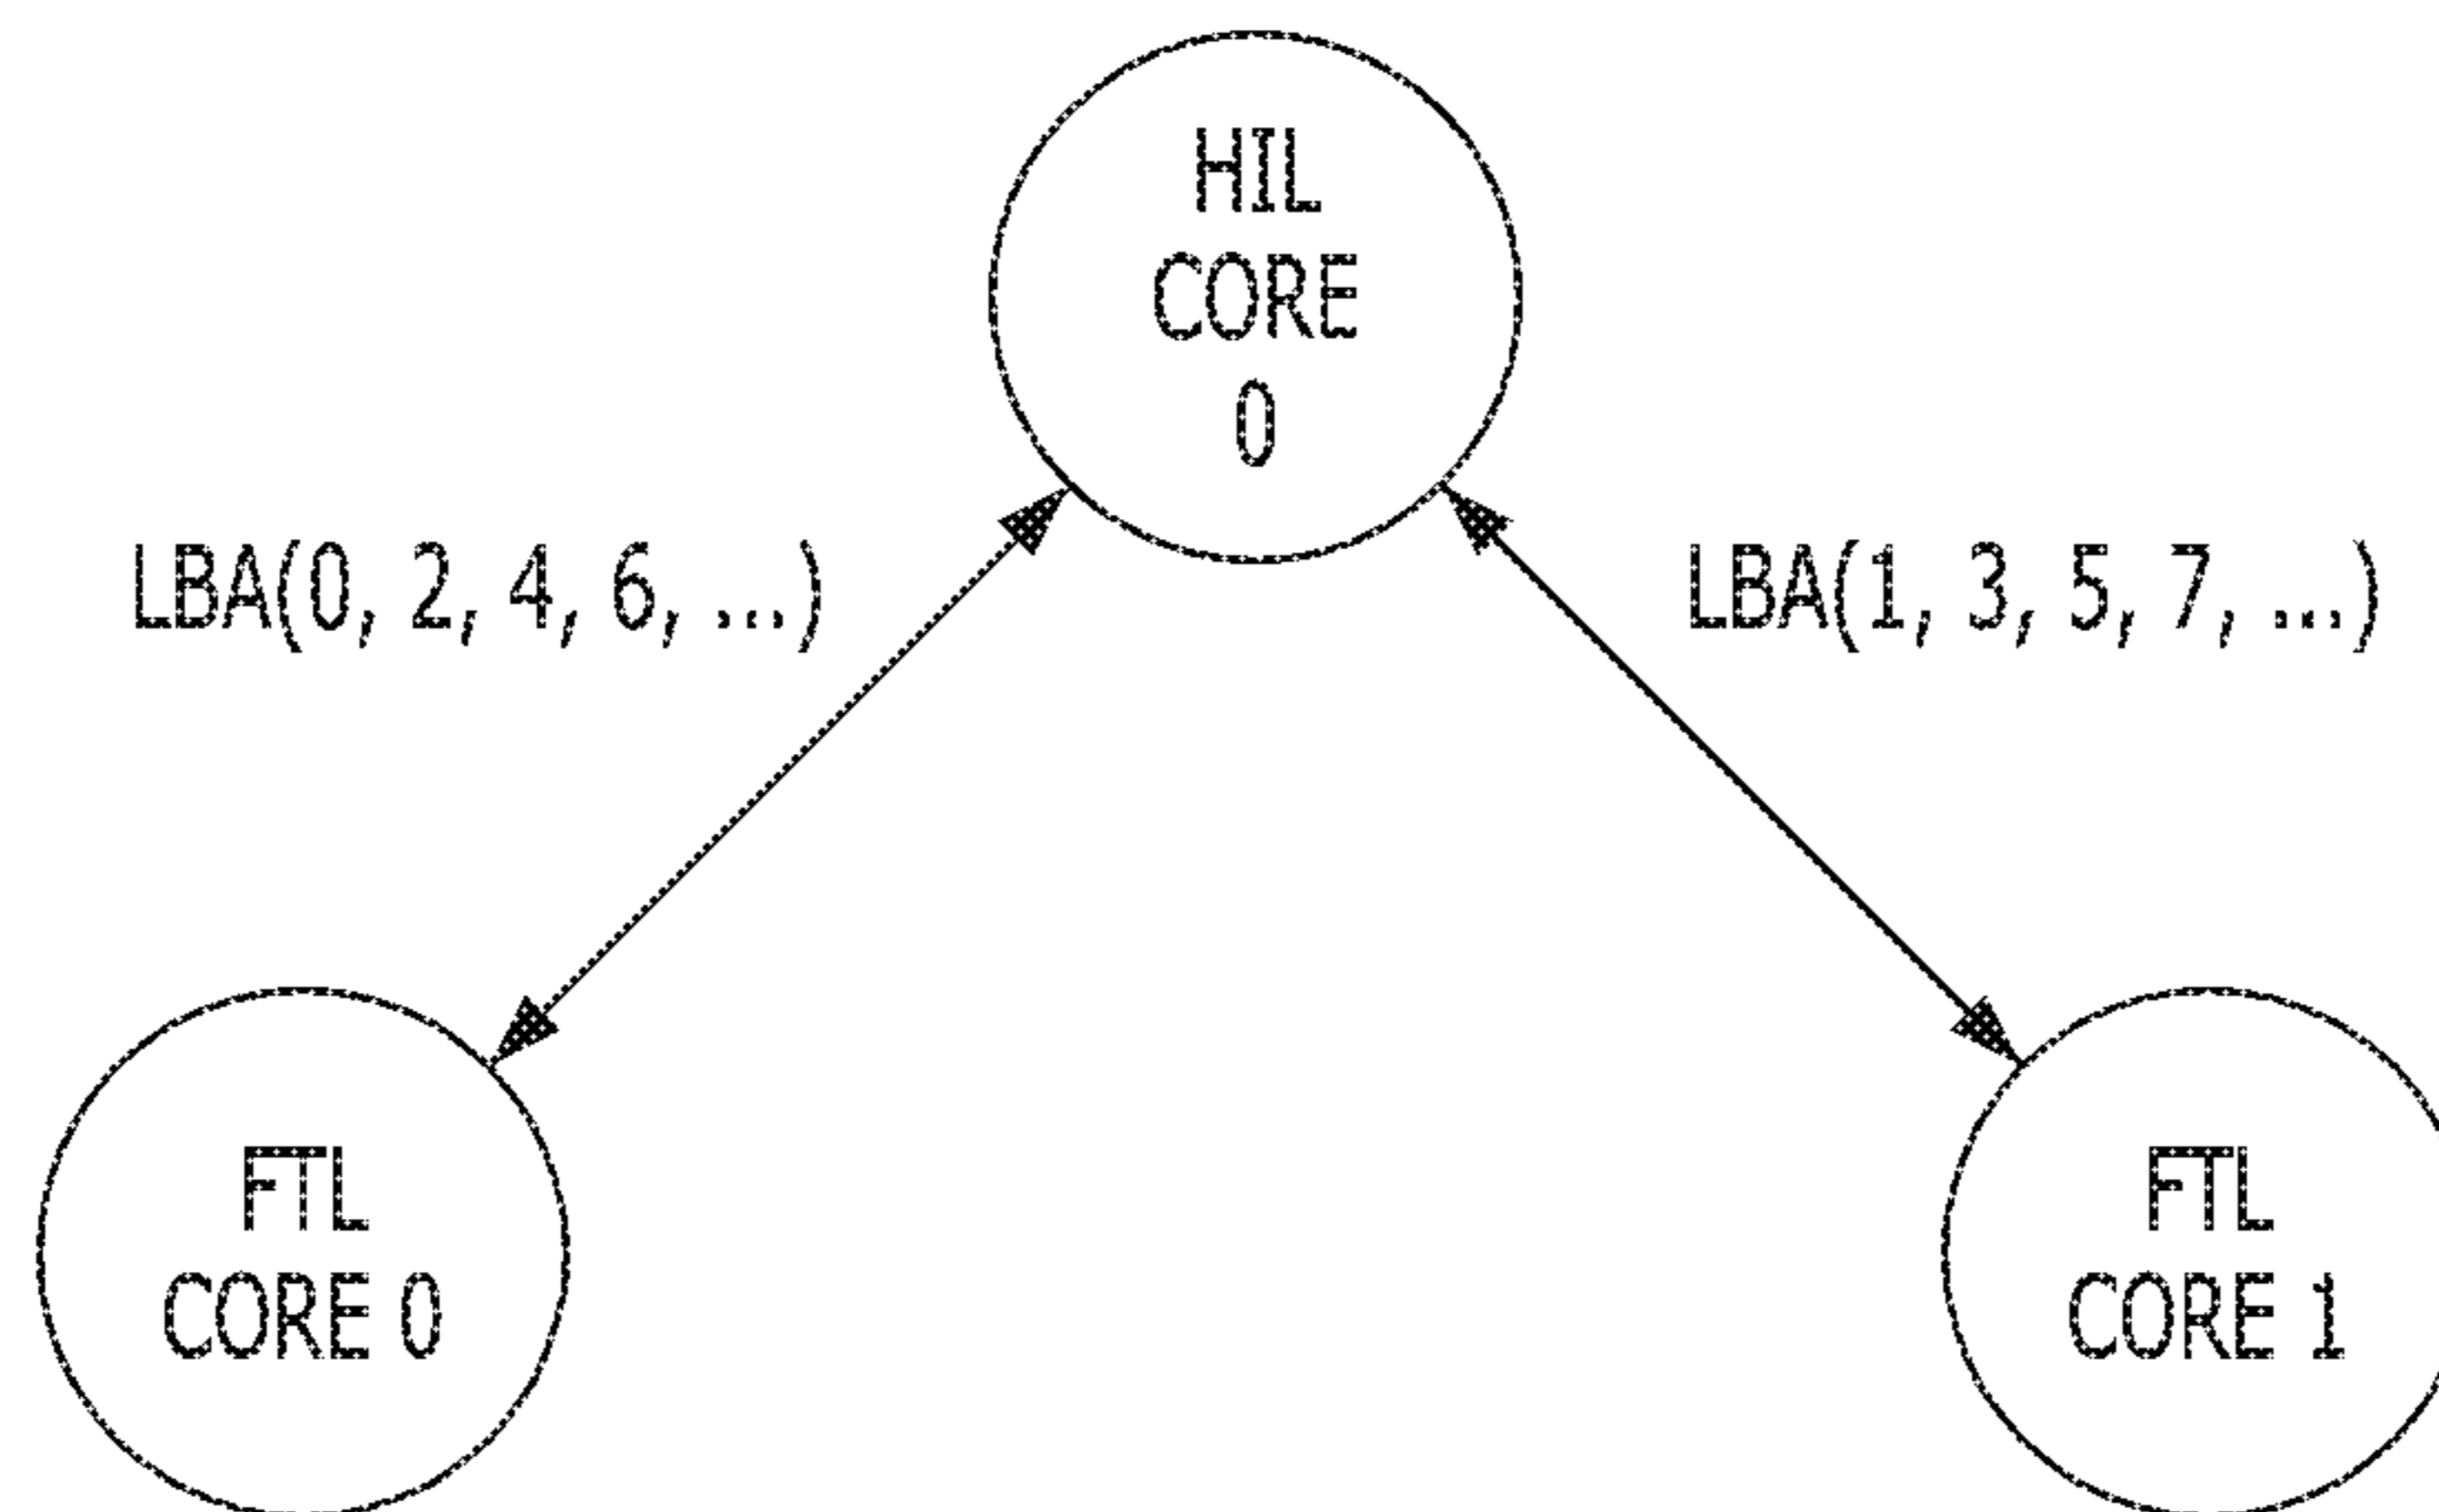 HIL
CORE
0
LBA(0, 2, 4, 6, ...)
LBA(1, 3, 5, 7, ...)
FTL
CORE 0
FTL
CORE 1